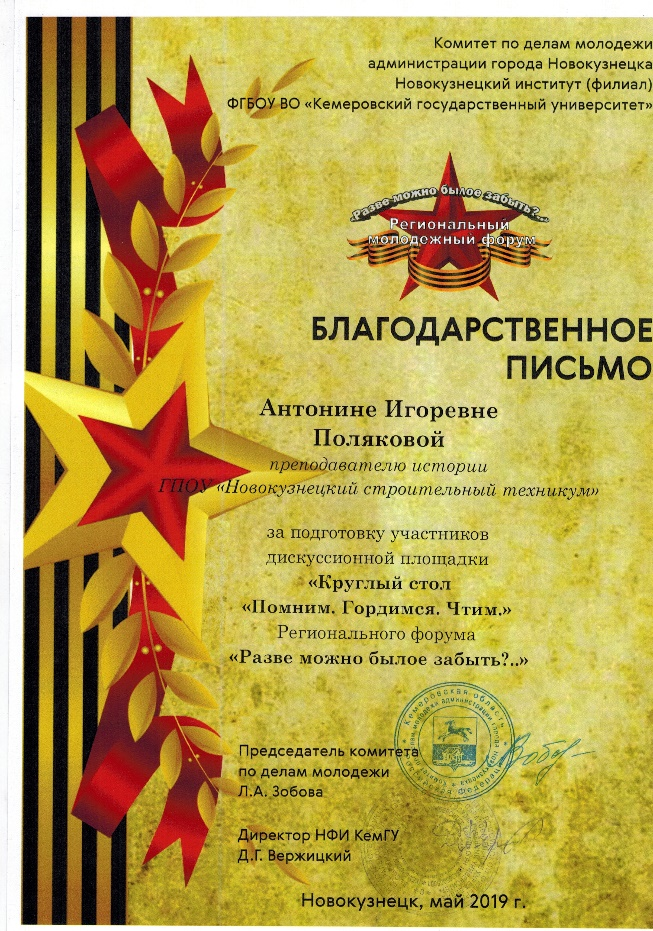 Комитет по делам молодежи
администрации города Новокузнецка
Новокузнецкий институт (филиал)
ФГБОУ ВО «Кемеровский государственный университет»
„Разве можно былое забыть?..
Региональный
молодежный форум
БЛАГОДАРСТВЕННОЕ
ПИСЬМО
Антонине Игоревне
Поляковой
преподавателю истории
ГПОУ «Новокузнецкий строительный техникум»
за подготовку участников
дискуссионной площадки
«Круглый стол
«Помним. Гордимся. Чтим.»
Регионального форума
«Разве можно былое забыть?..»
Кемеровская область
Председатель комитета
по делам молодежи
Л.А. Зобова
Директор НФИ КемГУ
Д.Г. Вержицкий
Новокузнецк, май 2019 г.